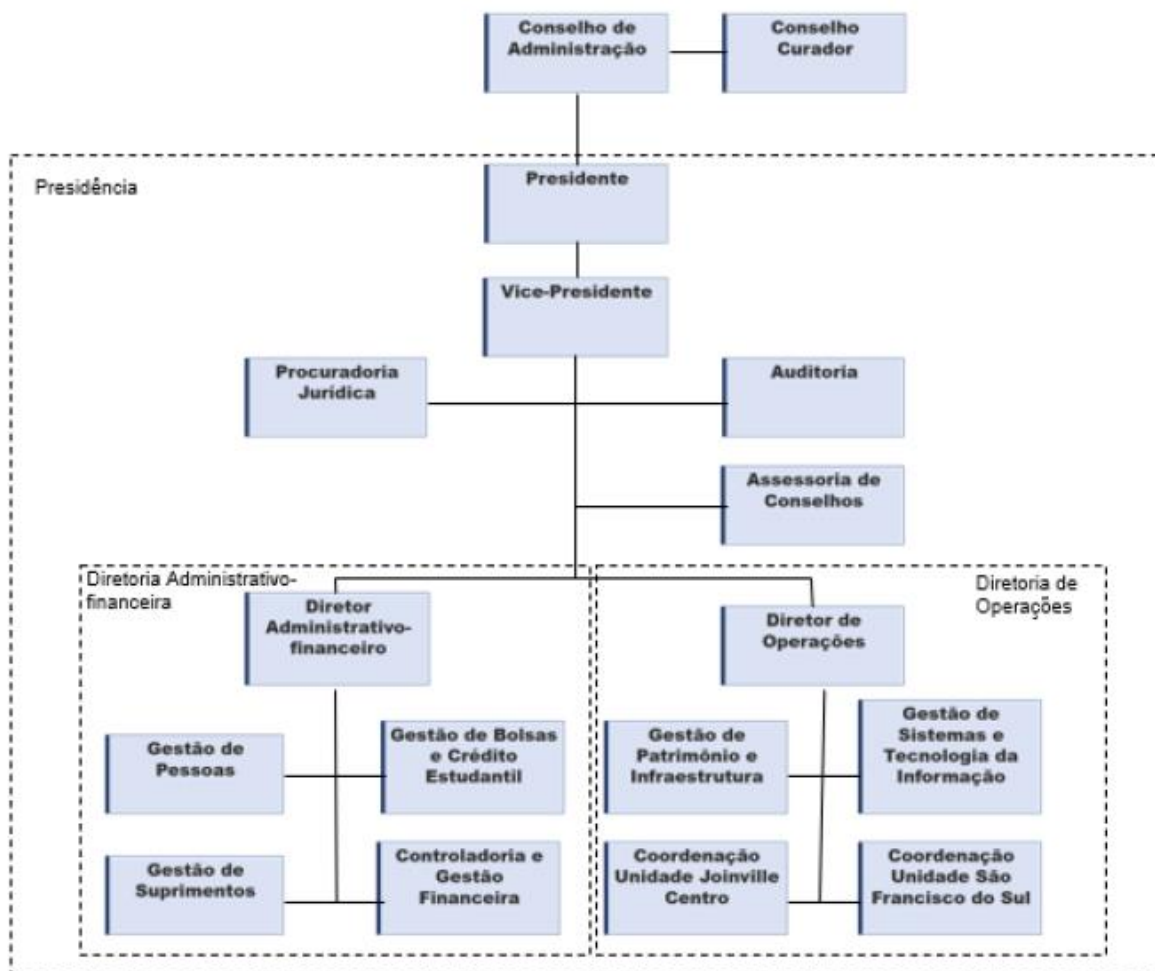 Conselho de
Administração
Conselho
Curador
Presidência
Presidente
Vice-Presidente
Procuradoria
Jurídica
Auditoria
Assessoria de
Conselhos
Diretoria Administrativo-
financeira
Diretoria de
Operações
Diretor
Administrativo-
financeiro
Diretor de
Operações
Gestão de
Pessoas
Gestão de Bolsas
e Crédito
Estudantil
Gestão de
Patrimônio e
Infraestrutura
Gestão de
Sistemas e
Tecnologia da
Informação
Gestão de
Suprimentos
Controladoria e
Gestão
Financeira
Coordenação
Unidade Joinville
Centro
Coordenação
Unidade São
Francisco do Sul